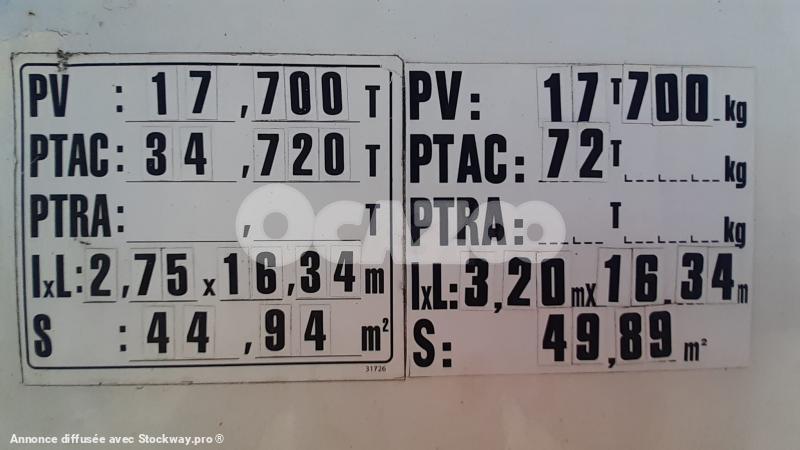 PV : 17,700 T
PTAC: 34,720 T
PTRA: , T
lxL: 2,75 x 16,34 m
S : 44,94 m²
31726
PV: 17 T 700 kg
PTAC: 72 T kg
PTRA: T kg
lxL: 3,20 m x 16,34 m
S: 49,89 m²
OCAZOO
Annonce diffusée avec Stockway.pro ®